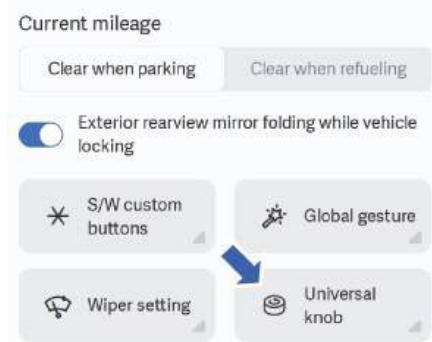 Current mileage
Clear when parking
Clear when refueling
Exterior rearview mirror folding while vehicle
locking
S/W custom
buttons
Global gesture
Wiper setting
Universal
knob